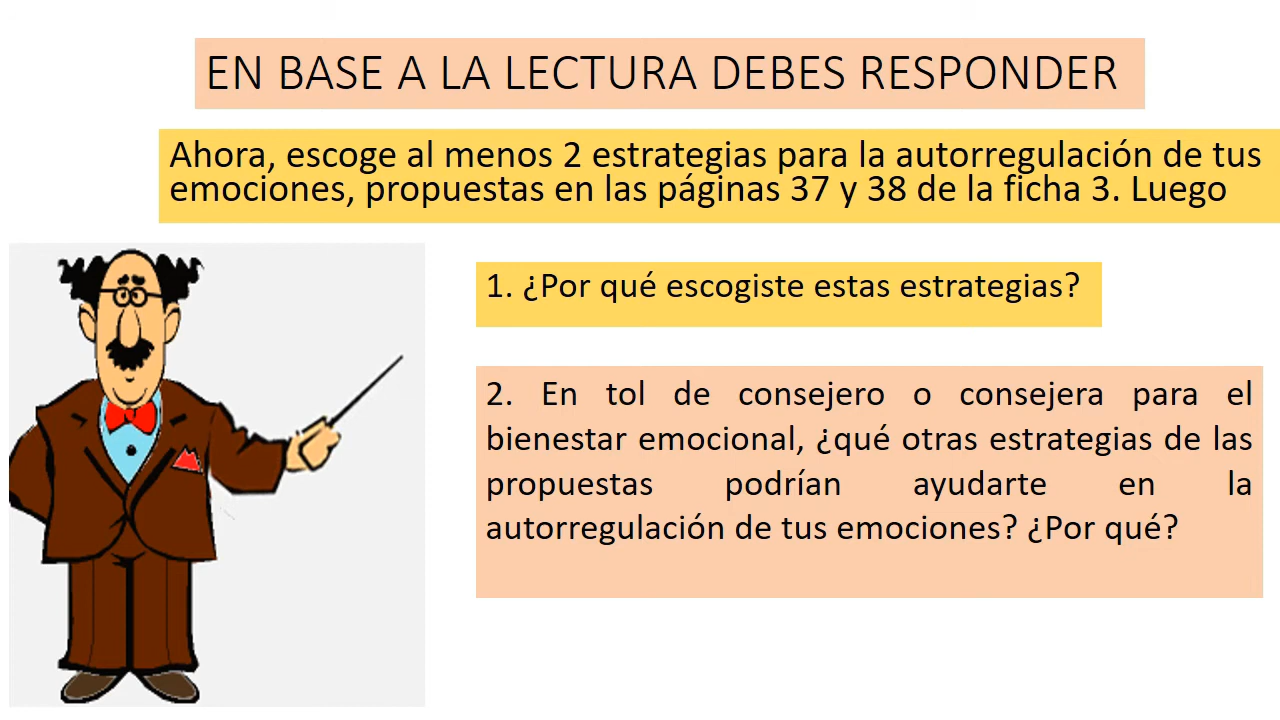 EN BASE A LA LECTURA DEBES RESPONDER
Ahora, escoge al menos 2 estrategias para la autorregulación de tus
emociones, propuestas en las páginas 37 y 38 de la ficha 3. Luego
1. ¿Por qué escogiste estas estrategias?
2. En tol de consejero o consejera para el
bienestar emocional, ¿qué otras estrategias de las
propuestas podrían ayudarte en la
autorregulación de tus emociones? ¿Por qué?